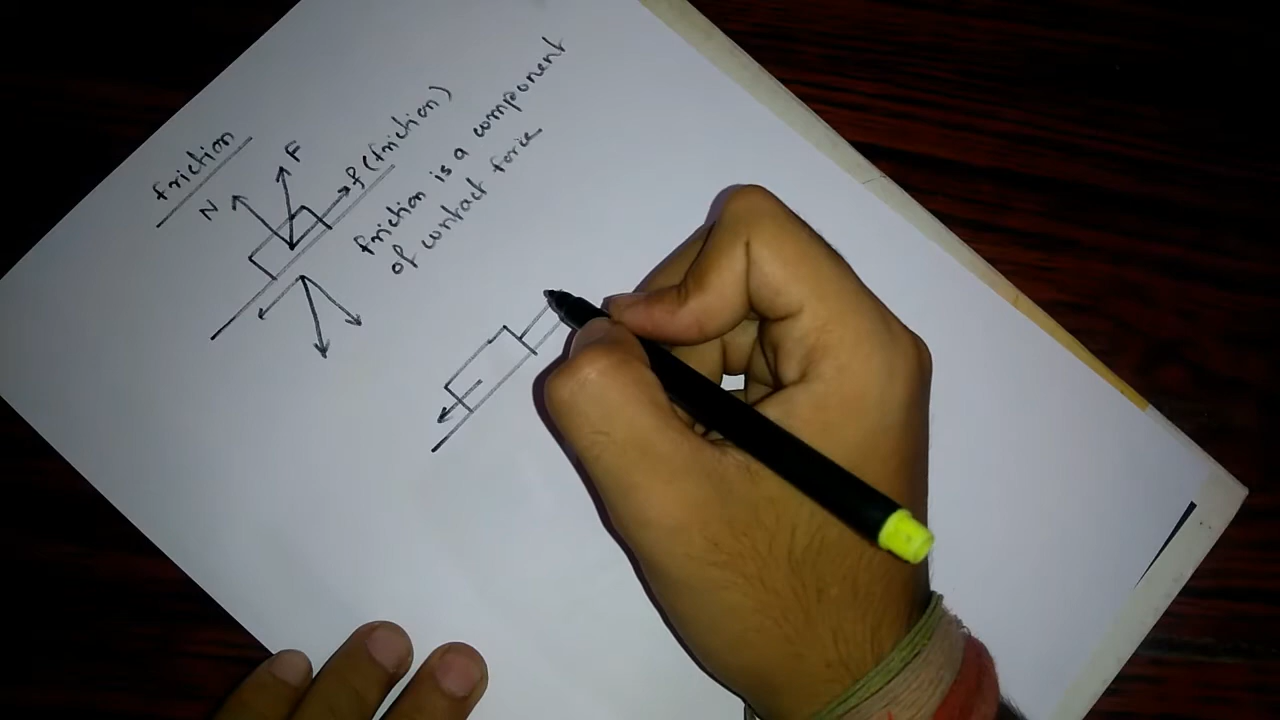 friction
N
F
f (friction)
friction is a component
of contact force